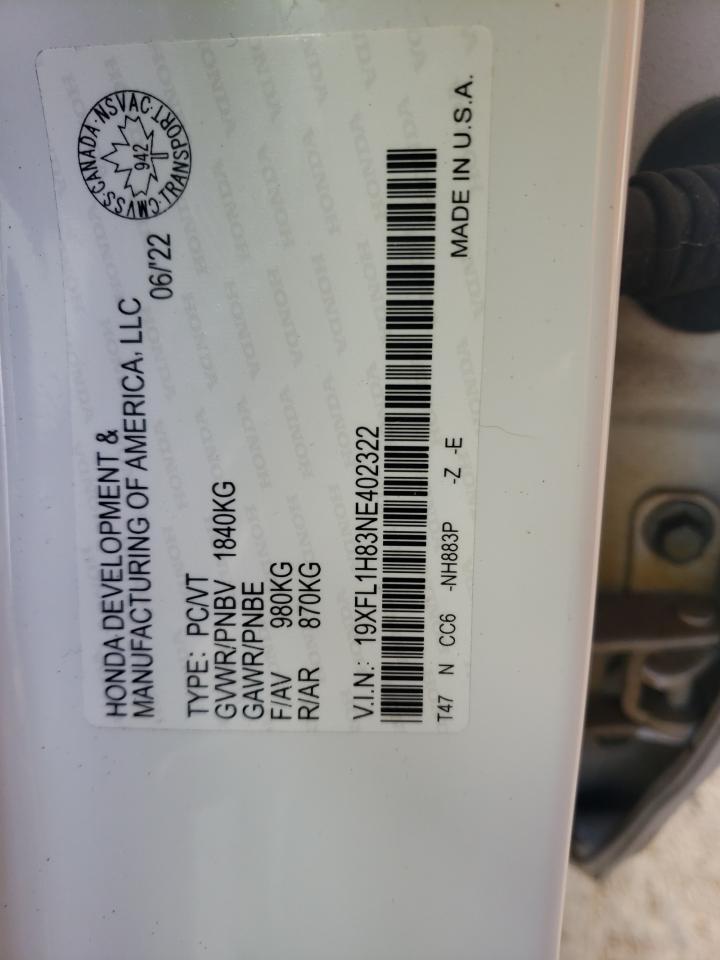 HONDA DEVELOPMENT &
MANUFACTURING OF AMERICA, LLC
06/'22
CMVSS·CANADA·NSVAC·TRANSPORT
942
TYPE: PC/VT
GVWR/PNBV 1840KG
GAWR/PNBE
F/AV 980KG
R/AR 870KG
V.I.N.: 19XFL1H83NE402322
T47 N CC6 -NH883P -Z -E
MADE IN U.S.A.